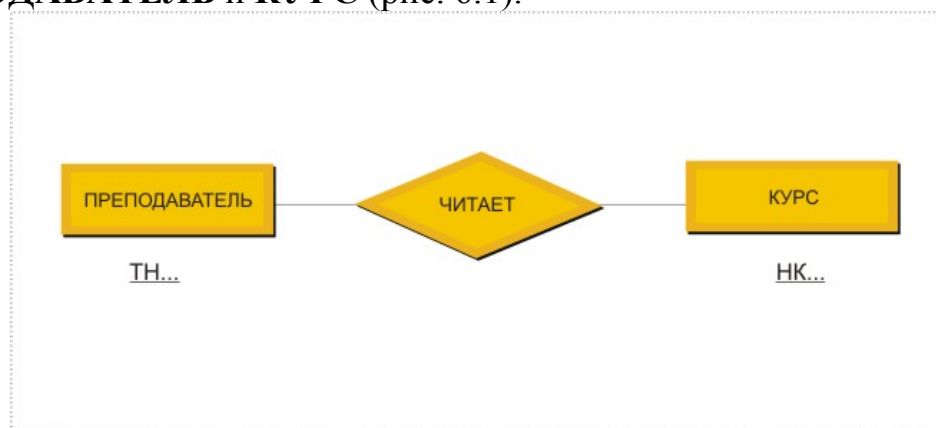 ДАВАТЕЛЬ и КУРС (рис. 6.1).
ПРЕПОДАВАТЕЛЬ
ЧИТАЕТ
КУРС
ТН...
НК...